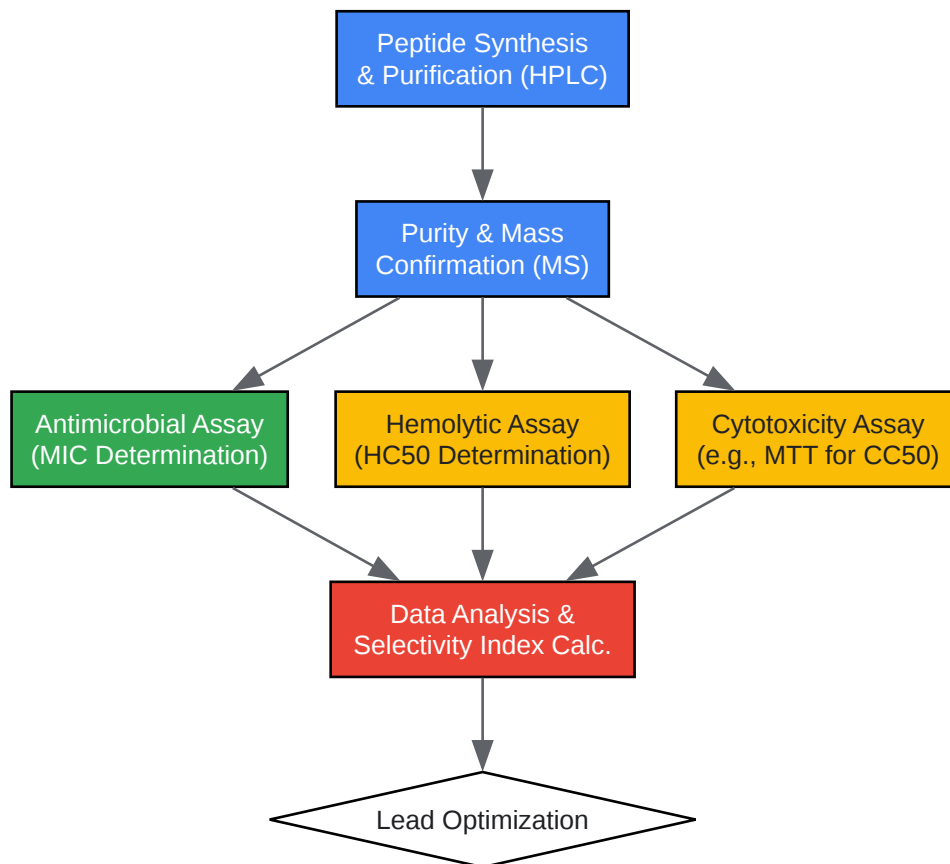 Peptide Synthesis
& Purification (HPLC)
Purity & Mass
Confirmation (MS)
Antimicrobial Assay
(MIC Determination)
Hemolytic Assay
(HC50 Determination)
Cytotoxicity Assay
(e.g., MTT for CC50)
Data Analysis &
Selectivity Index Calc.
Lead Optimization